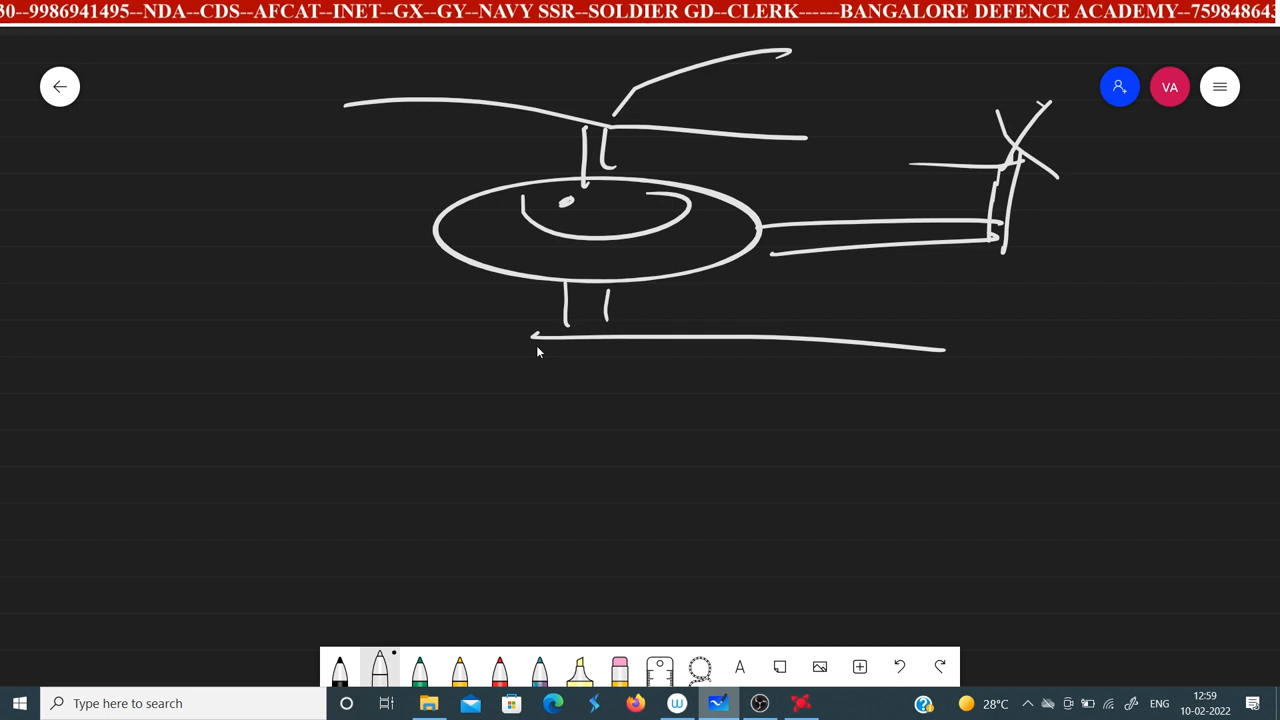 30--9986941495--NDA--CDS--AFCAT--INET--GX--GY--NAVY SSR--SOLDIER GD--CLERK------BANGALORE DEFENCE ACADEMY--759848643
VA
A
Type here to search
28°C
ENG
12:59
10-02-2022